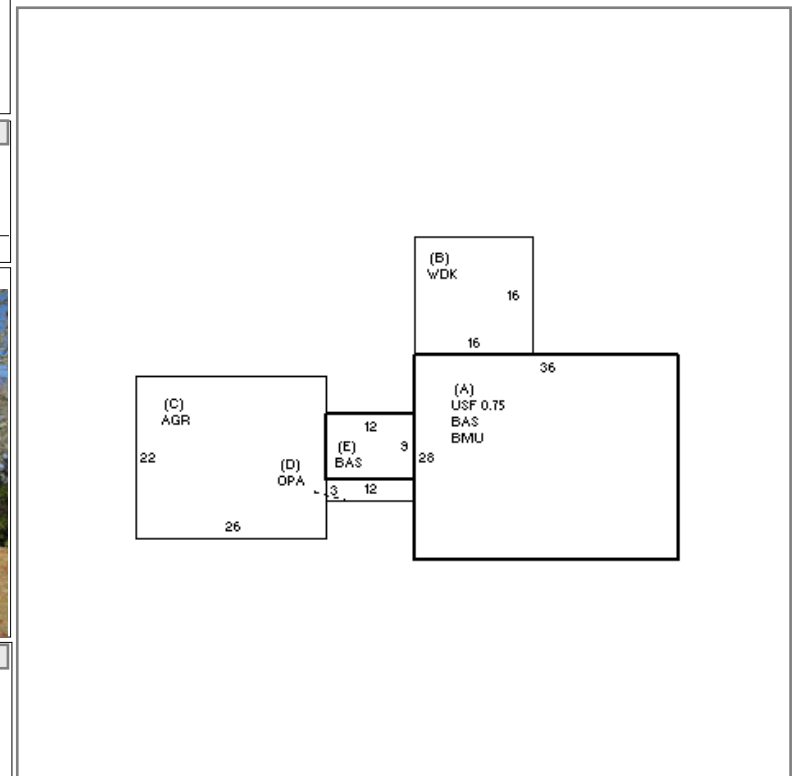 (B)
WDK
16
16
36
(A)
USF 0.75
BAS
BMU
28
(C)
AGR
22
26
12
9
(E)
BAS
(D)
OPA
3
12